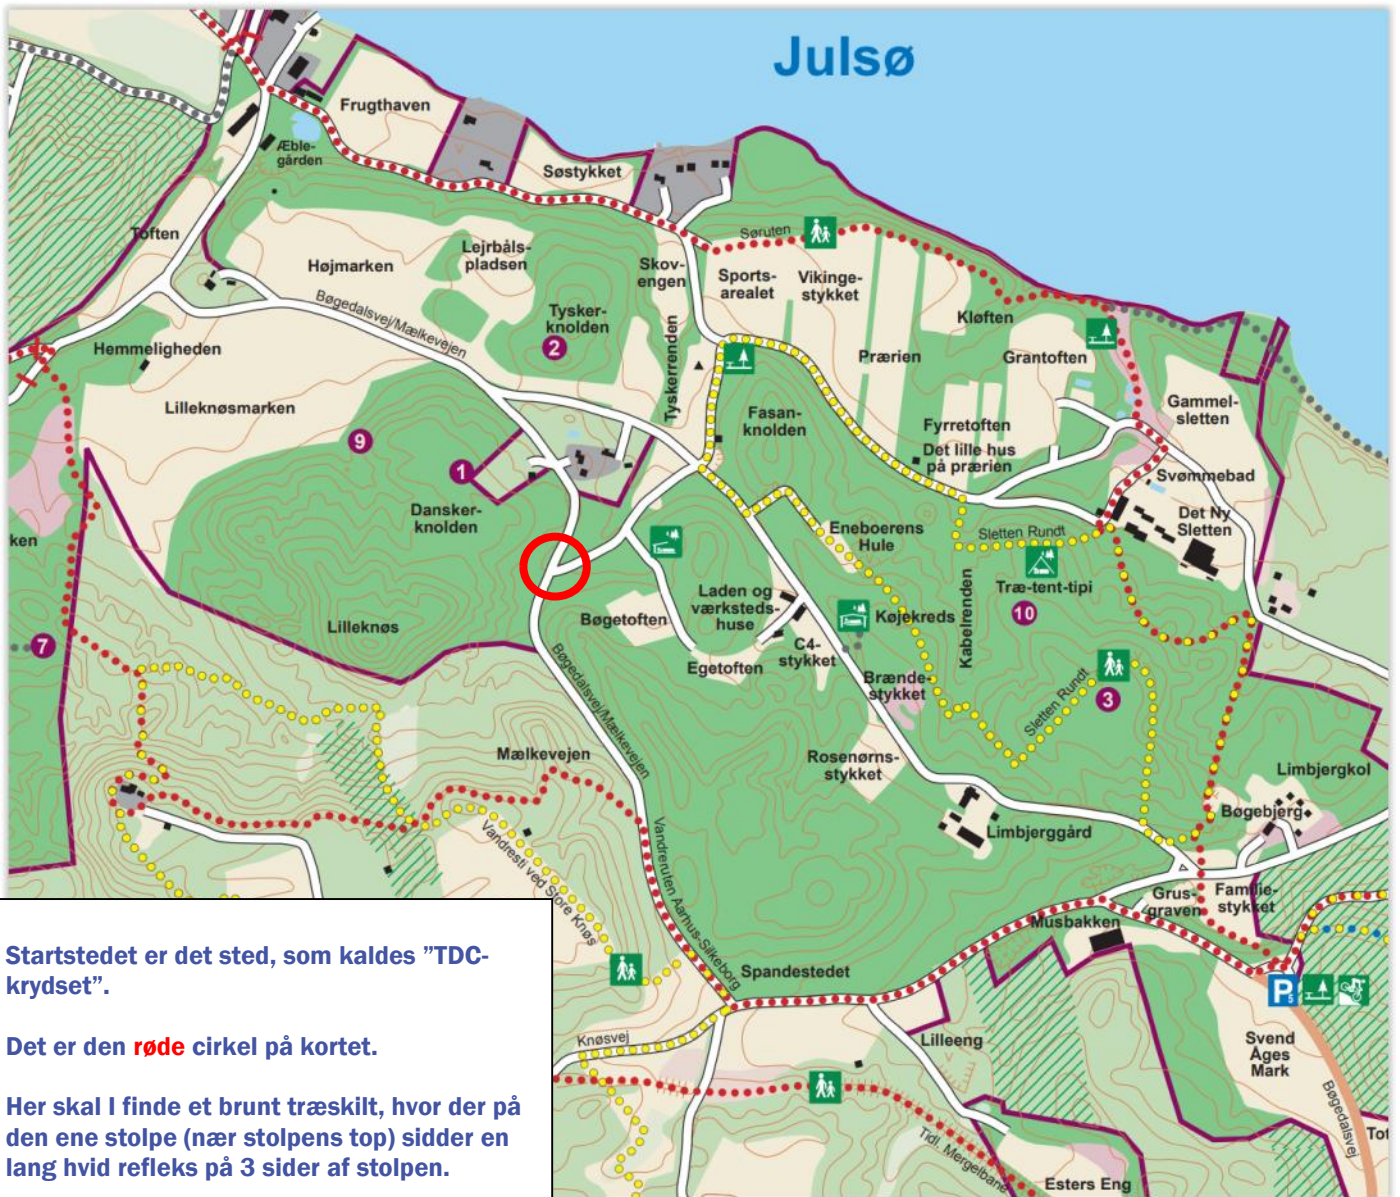 Julsø
Frugthaven
Æble-
gården
Søstykket
Søruten
Toften
Højmarken
Lejrbåls-
pladsen
Skov-
engen
Sports-
arealet
Vikinge-
stykket
Kløften
Tysker-
knolden
2
Bøgedalsvej/Mælkevejen
Hemmeligheden
Tyskerrenden
Prærien
Grantoften
Lilleknøsmarken
Fasan-
knolden
Gammel-
sletten
Fyrretoften
Det lille hus
på prærien
9
1
Svømmebad
Dansker-
knolden
Det Ny
Sletten
Eneboerens
Hule
Sletten Rundt
ken
Træ-tent-tipi
10
Laden og
værksteds-
huse
Bøgetoften
Køjekreds
Kabelrenden
Lilleknøs
7
C4-
stykket
Egetoften
Brænde-
stykket
Sletten Rundt
3
Bøgedalsvej/Mælkevejen
Mælkevejen
Rosenørns-
stykket
Limbjergkol
Bøgebjerg
Limbjerggård
Vandresti ved Store Knøs
Vandreruten Aarhus-Silkeborg
Grus-
graven
Familie-
stykket
Musbakken
Spandestedet
P
5
Knøsvej
Lilleeng
Svend
Åges
Mark
Bøgedalsvej
Tof
Tidl. Mergelbane
Esters Eng
Startstedet er det sted, som kaldes ”TDC-
krydset”.
Det er den røde cirkel på kortet.
Her skal I finde et brunt træskilt, hvor der på
den ene stolpe (nær stolpens top) sidder en
lang hvid refleks på 3 sider af stolpen.